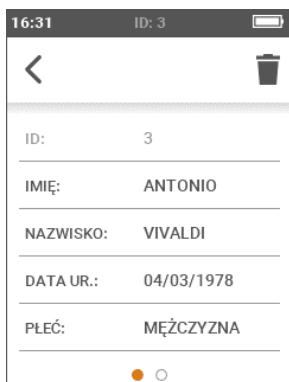 16:31 ID: 3
ID: 3
IMIĘ: ANTONIO
NAZWISKO: VIVALDI
DATA UR.: 04/03/1978
PŁEĆ: MĘŻCZYZNA